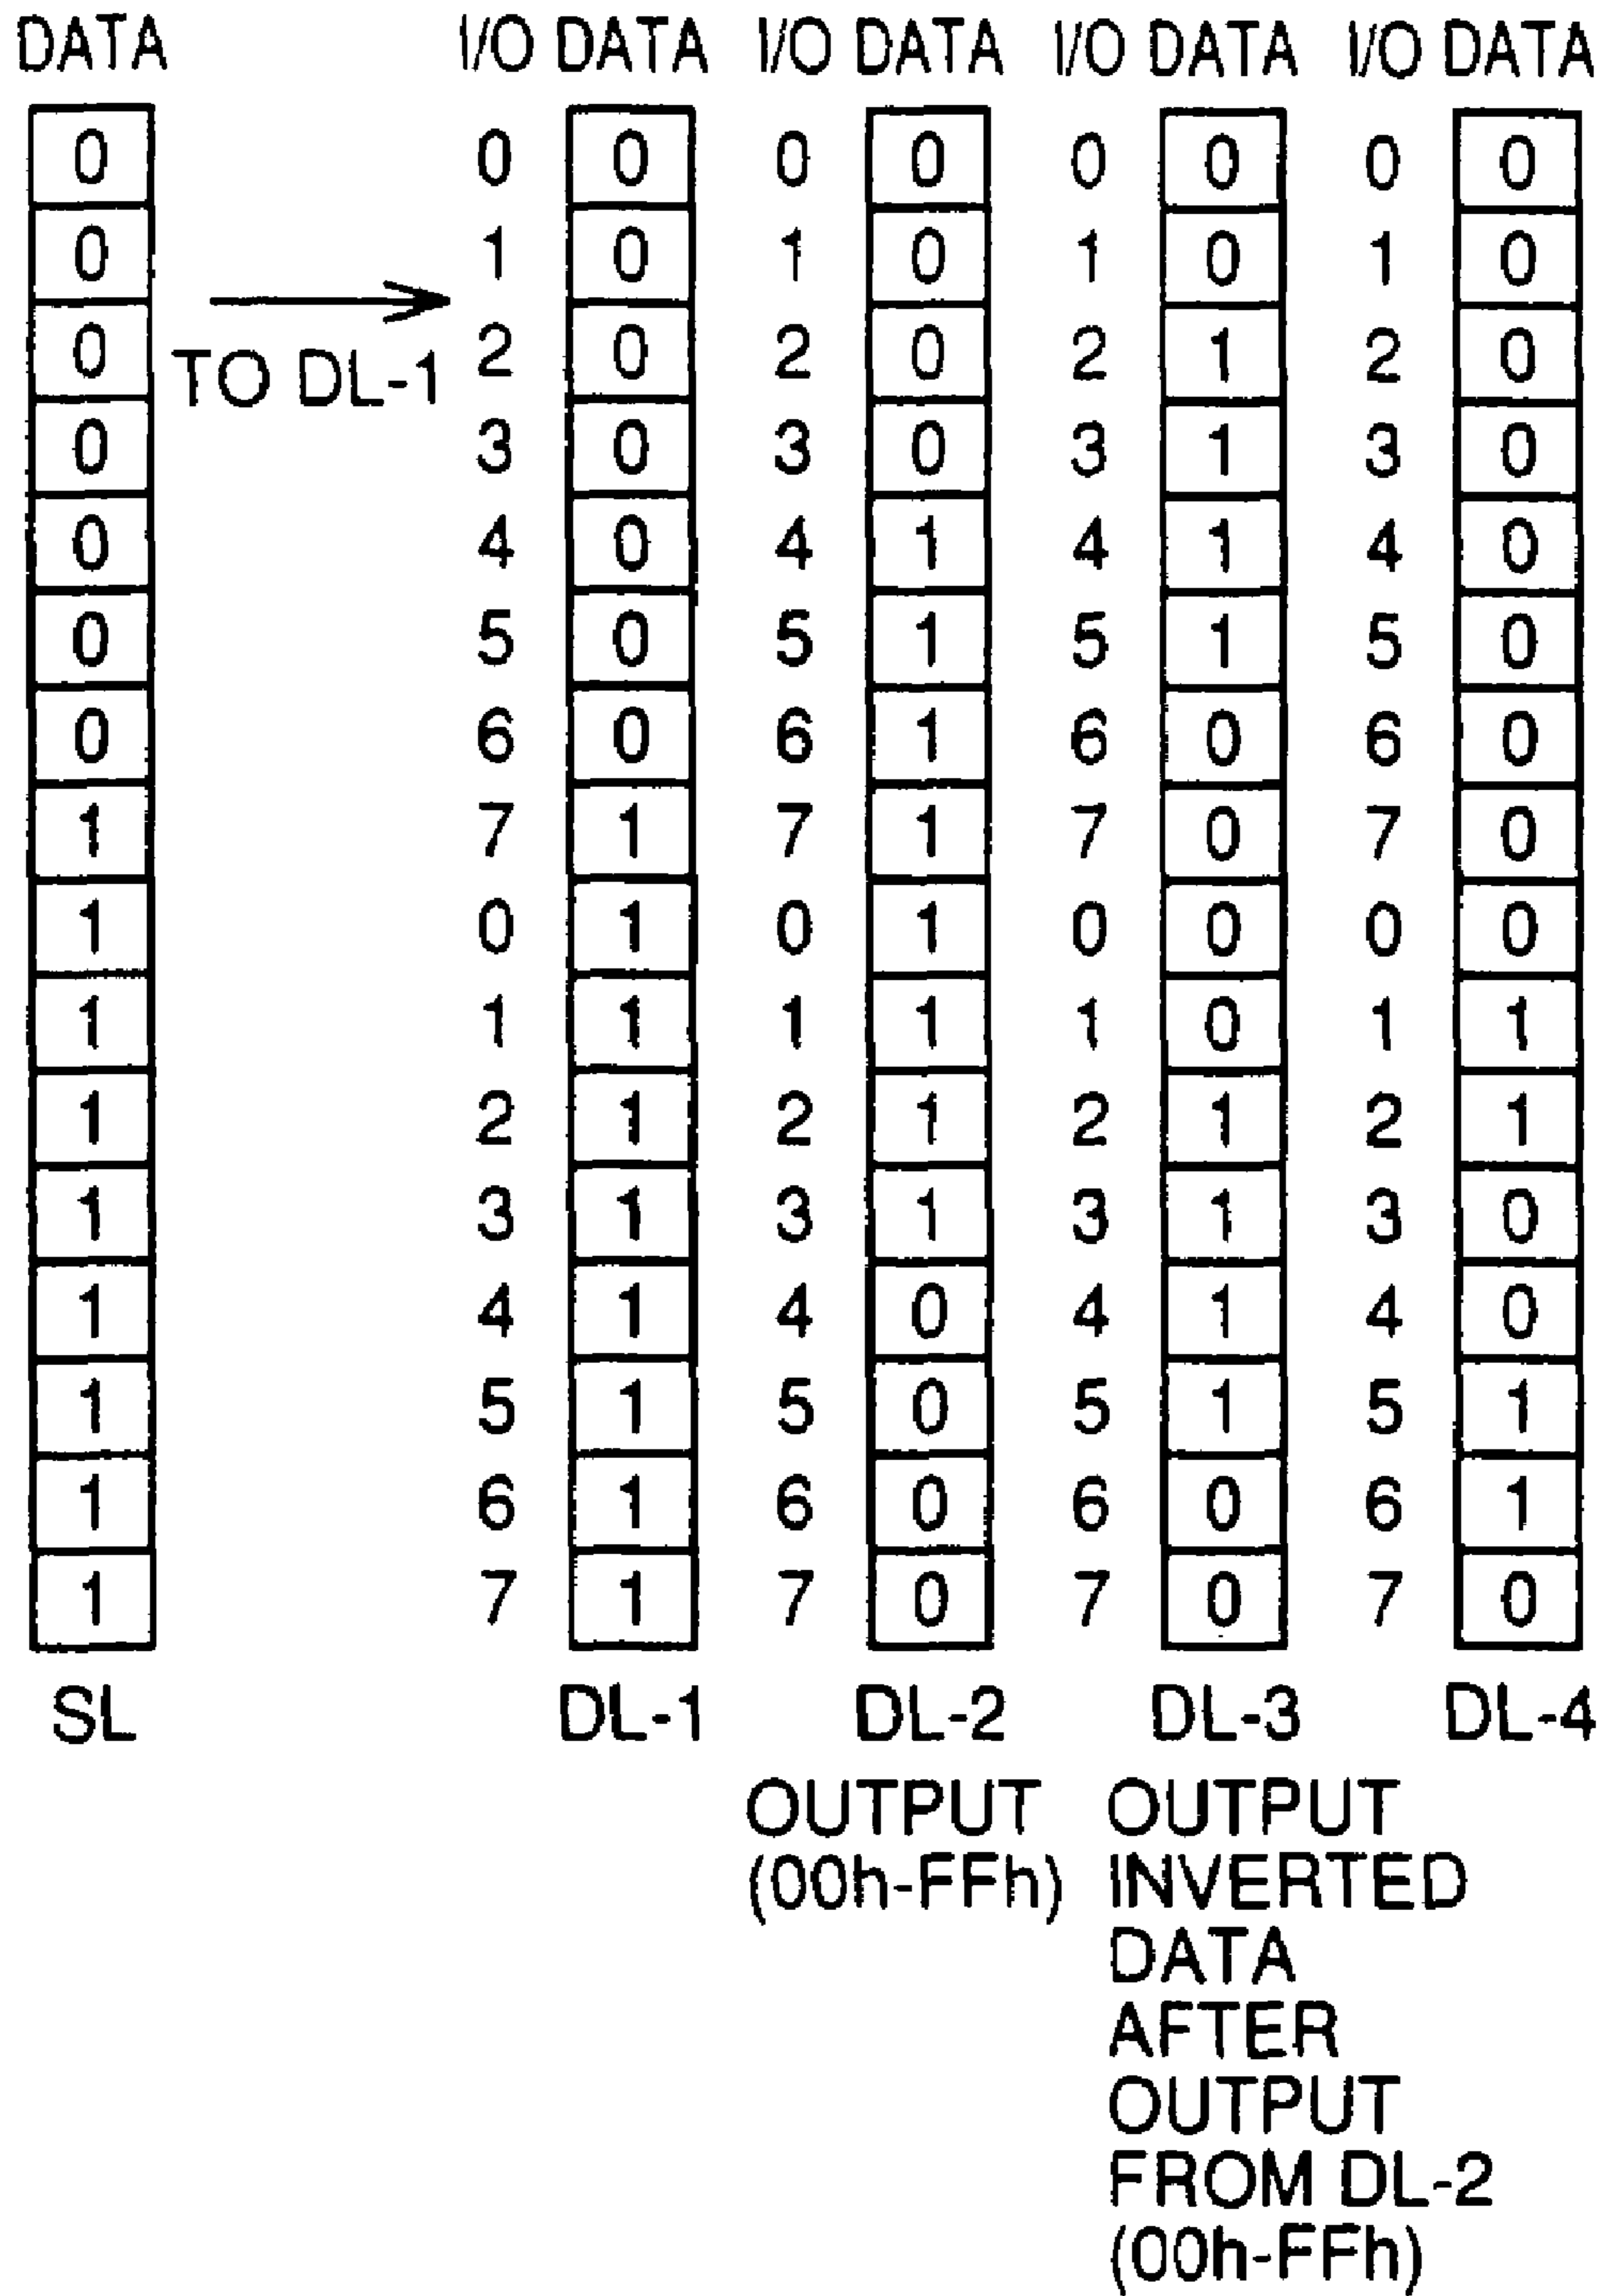 DATA I/O DATA I/O DATA I/O DATA I/O DATA
0 0 0 0 0 0 0 0 0
0 1 0 1 0 1 0 1 0
0 2 0 2 0 2 1 2 0
TO DL-1
0 3 0 3 0 3 1 3 0
0 4 0 4 1 4 1 4 0
0 5 0 5 1 5 1 5 0
0 6 0 6 1 6 0 6 0
1 7 1 7 1 7 0 7 0
1 0 1 0 1 0 0 0 0
1 1 1 1 1 1 0 1 1
1 2 1 2 1 2 1 2 1
1 3 1 3 1 3 1 3 0
1 4 1 4 0 4 1 4 0
1 5 1 5 0 5 1 5 1
1 6 1 6 0 6 0 6 1
1 7 1 7 0 7 0 7 0
SL DL-1 DL-2 DL-3 DL-4
OUTPUT
(00h-FFh)
OUTPUT
INVERTED
DATA
AFTER
OUTPUT
FROM DL-2
(00h-FFh)